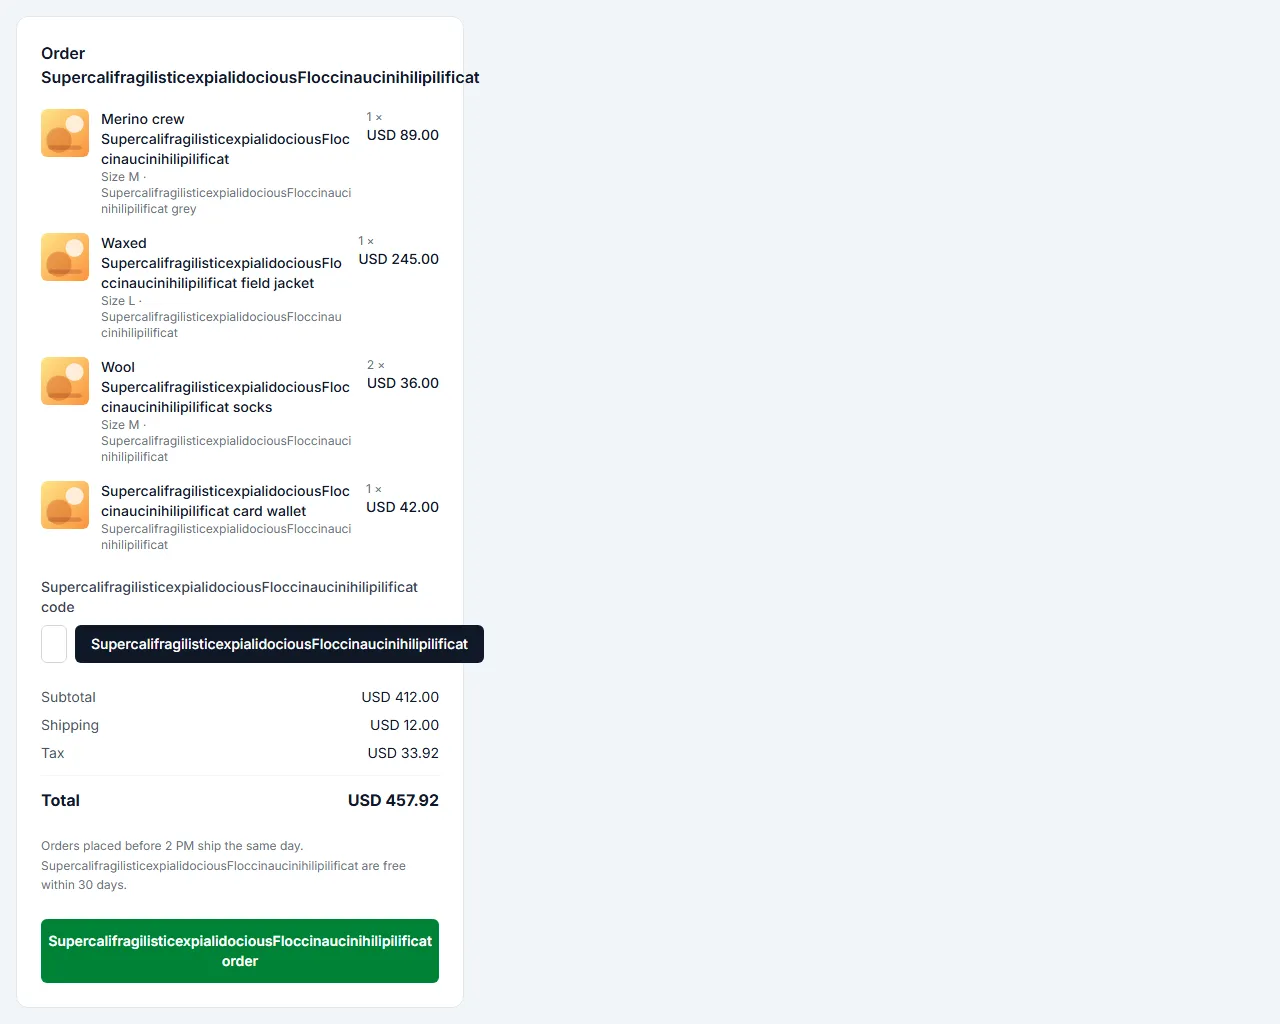 Order
SupercalifragilisticexpialidociousFloccinaucinihilipilificat
Merino crew
SupercalifragilisticexpialidociousFloc
cinaucinihilipilificat
Size M ·
SupercalifragilisticexpialidociousFloccinauci
nihilipilificat grey
1 ×
USD 89.00
Waxed
SupercalifragilisticexpialidociousFlo
ccinaucinihilipilificat field jacket
Size L ·
SupercalifragilisticexpialidociousFloccinau
cinihilipilificat
1 ×
USD 245.00
Wool
SupercalifragilisticexpialidociousFloc
cinaucinihilipilificat socks
Size M ·
SupercalifragilisticexpialidociousFloccinauci
nihilipilificat
2 ×
USD 36.00
SupercalifragilisticexpialidociousFloc
cinaucinihilipilificat card wallet
SupercalifragilisticexpialidociousFloccinauci
nihilipilificat
1 ×
USD 42.00
SupercalifragilisticexpialidociousFloccinaucinihilipilificat
code
SupercalifragilisticexpialidociousFloccinaucinihilipilificat
Subtotal USD 412.00
Shipping USD 12.00
Tax USD 33.92
Total USD 457.92
Orders placed before 2 PM ship the same day.
SupercalifragilisticexpialidociousFloccinaucinihilipilificat are free
within 30 days.
SupercalifragilisticexpialidociousFloccinaucinihilipilificat
order